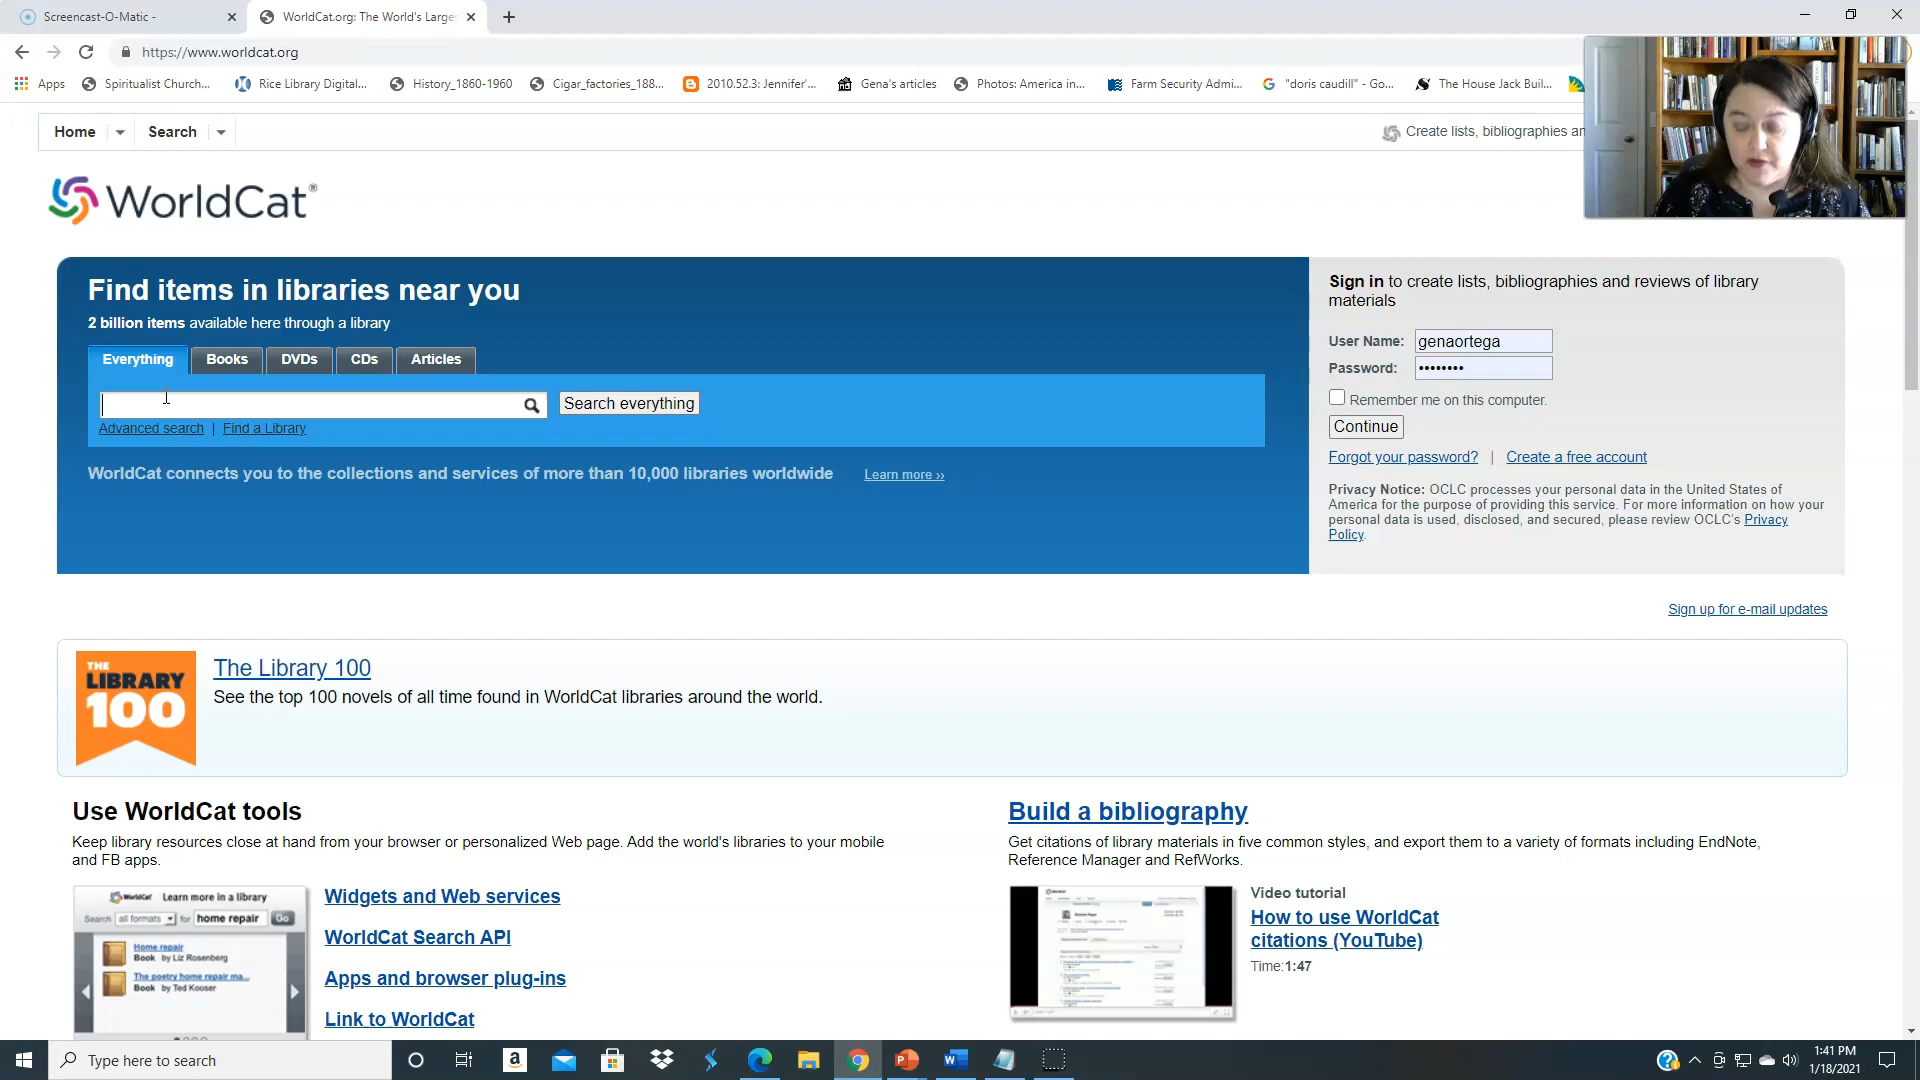 Screencast-O-Matic -
WorldCat.org: The World's Large
https://www.worldcat.org
Apps
Spiritualist Church...
Rice Library Digital...
History_1860-1960
Cigar_factories_188...
2010.52.3: Jennifer'...
Gena's articles
Photos: America in...
Farm Security Admi...
"doris caudill" - Go...
The House Jack Buil...
Home
Search
Create lists, bibliographies an
WorldCat®
Find items in libraries near you
2 billion items available here through a library
Everything
Books
DVDs
CDs
Articles
Search everything
Advanced search | Find a Library
WorldCat connects you to the collections and services of more than 10,000 libraries worldwide
Learn more ››
Sign in to create lists, bibliographies and reviews of library
materials
User Name: genaortega
Password: ••••••••
Remember me on this computer.
Continue
Forgot your password? | Create a free account
Privacy Notice: OCLC processes your personal data in the United States of
America for the purpose of providing this service. For more information on how your
personal data is used, disclosed, and secured, please review OCLC's Privacy
Policy.
Sign up for e-mail updates
THE
LIBRARY
100
The Library 100
See the top 100 novels of all time found in WorldCat libraries around the world.
Use WorldCat tools
Keep library resources close at hand from your browser or personalized Web page. Add the world's libraries to your mobile
and FB apps.
WorldCat Learn more in a library
Search all formats for home repair Go
Home repair
Book by Liz Rosenberg
The poetry home repair ma...
Book by Ted Kooser
Widgets and Web services
WorldCat Search API
Apps and browser plug-ins
Link to WorldCat
Build a bibliography
Get citations of library materials in five common styles, and export them to a variety of formats including EndNote,
Reference Manager and RefWorks.
Video tutorial
How to use WorldCat
citations (YouTube)
Time:1:47
Type here to search
1:41 PM
1/18/2021